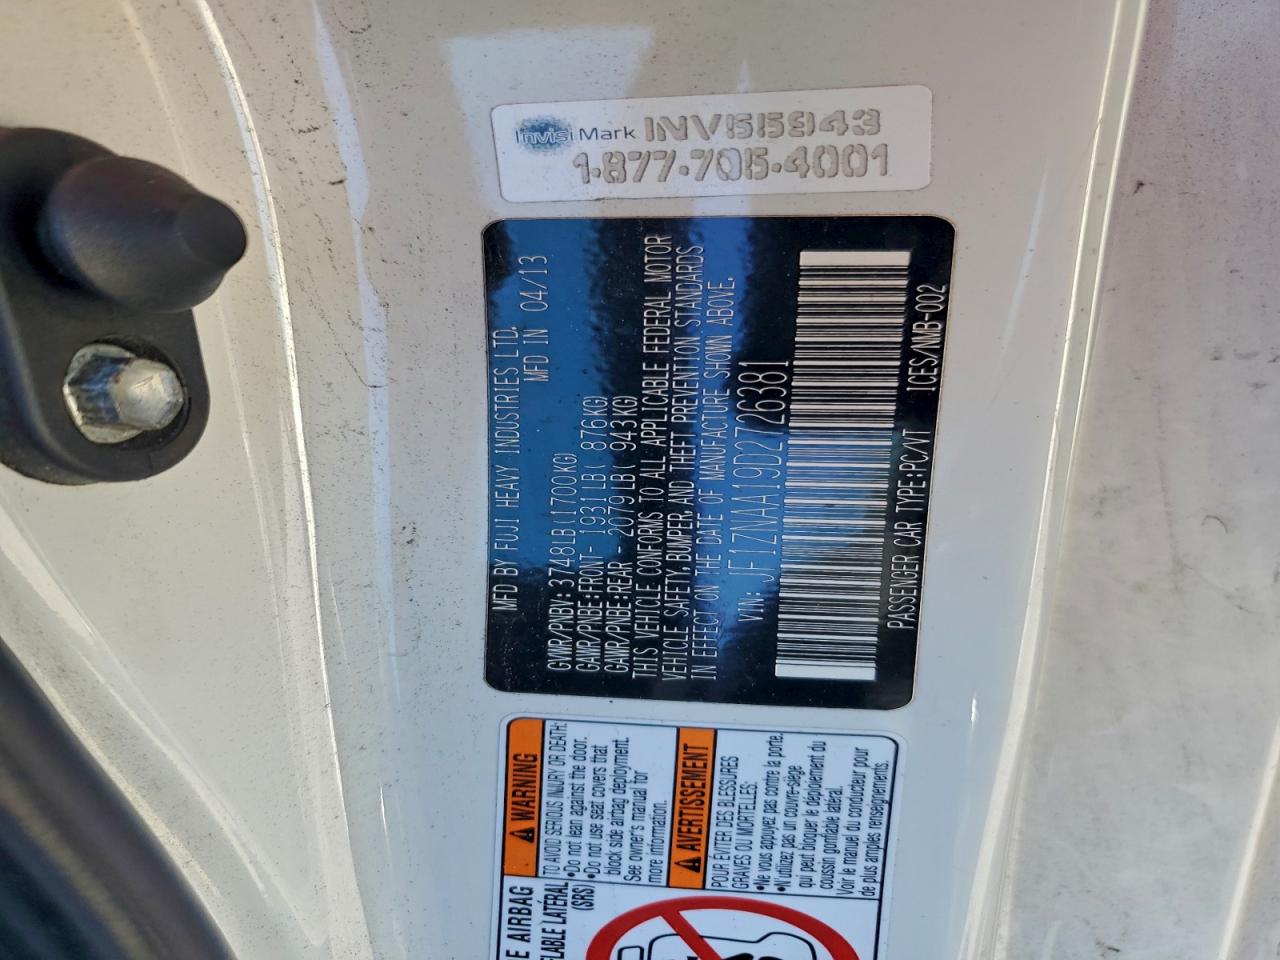 Invisi Mark INV55943
1-877-705-4001
MFD BY FUJI HEAVY INDUSTRIES LTD.
MFD IN 04/13
GVWR/PNBV: 3748LB(1700KG)
GAWR/PNBE:FRONT- 1931LB( 876KG)
GAWR/PNBE:REAR - 2079LB( 943KG)
THIS VEHICLE CONFORMS TO ALL APPLICABLE FEDERAL MOTOR
VEHICLE SAFETY,BUMPER,AND THEFT PREVENTION STANDARDS
IN EFFECT ON THE DATE OF MANUFACTURE SHOWN ABOVE.
VIN: JF1ZNAA19D2726381
PASSENGER CAR TYPE:PC/VT ICES/NMB-002
WARNING
TO AVOID SERIOUS INJURY OR DEATH:
•Do not lean against the door.
•Do not use seat covers that
block side airbag deployment.
See owner's manual for
more information.
AVERTISSEMENT
POUR ÉVITER DES BLESSURES
GRAVES OU MORTELLES:
•Ne vous appuyez pas contre la porte.
•N'utilizez pas un couvre-siège
qui peut bloquer le déploiement du
coussin gonflable latéral.
Voir le manuel du conducteur pour
de plus amples renseignements.
E AIRBAG
FLABLE LATÉRAL
(SRS)